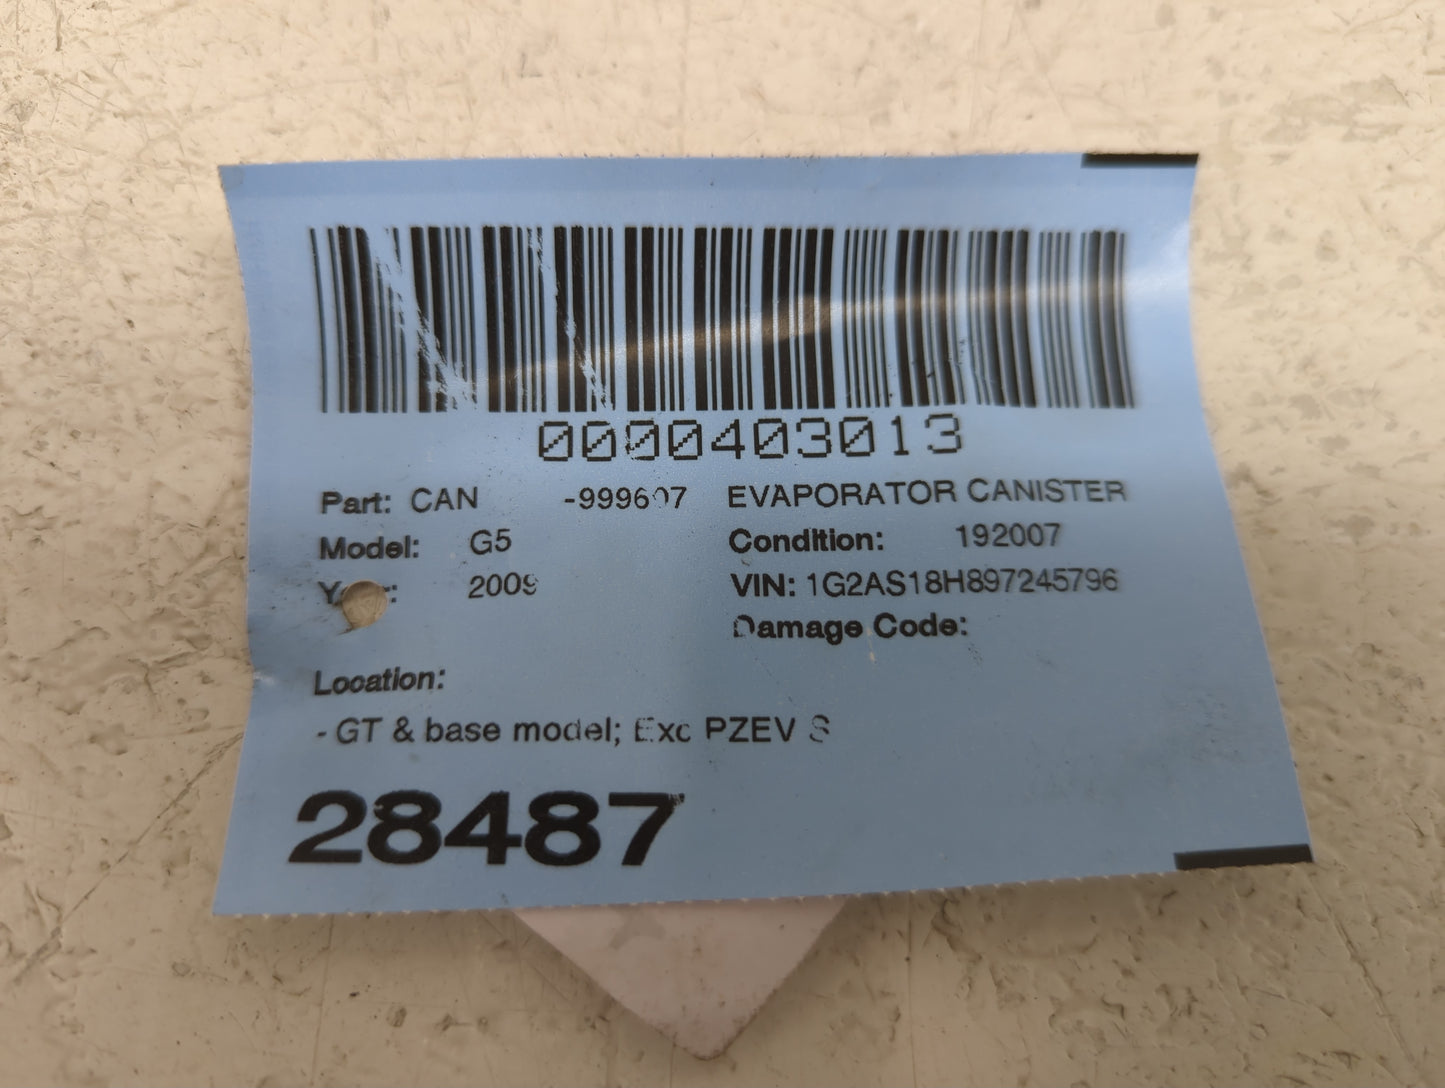 0000403013
Part: CAN -999607 EVAPORATOR CANISTER
Model: G5 Condition: 192007
Year: 2009 VIN: 1G2AS18H897245796
Damage Code:
Location:
- GT & base model; Exc PZEV S
28487